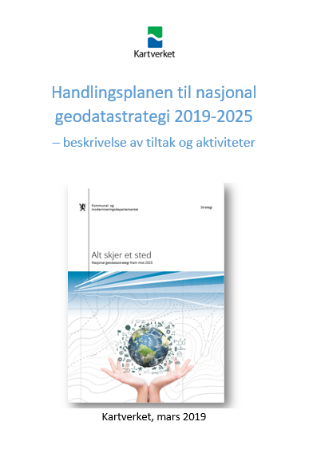 Kartverket
Handlingsplanen til nasjonal
geodatastrategi 2019-2025
– beskrivelse av tiltak og aktiviteter
Kommunal- og
moderniseringsdepartementet
Strategi
Alt skjer et sted
Nasjonal geodatastrategi fram mot 2025
Kartverket, mars 2019